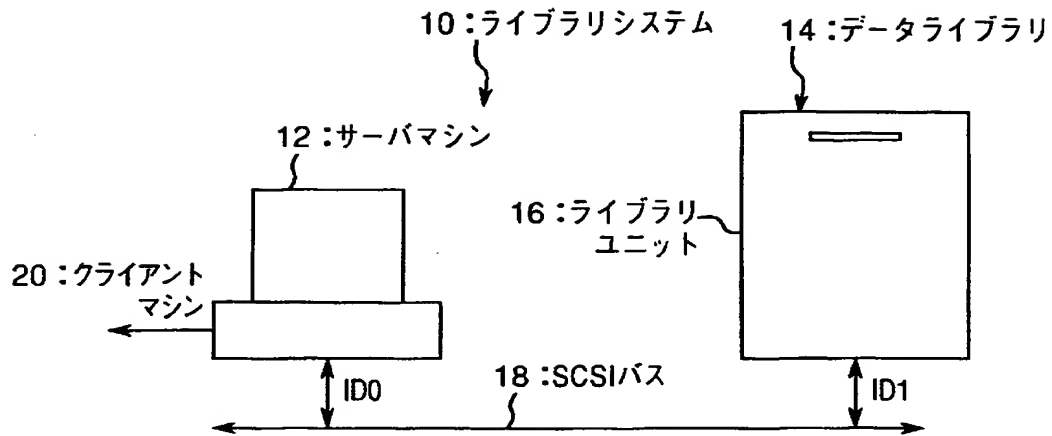 10：ライブラリシステム
14：データライブラリ
12：サーバマシン
16：ライブラリ
ユニット
20：クライアント
マシン
ID0
18：SCSIバス
ID1